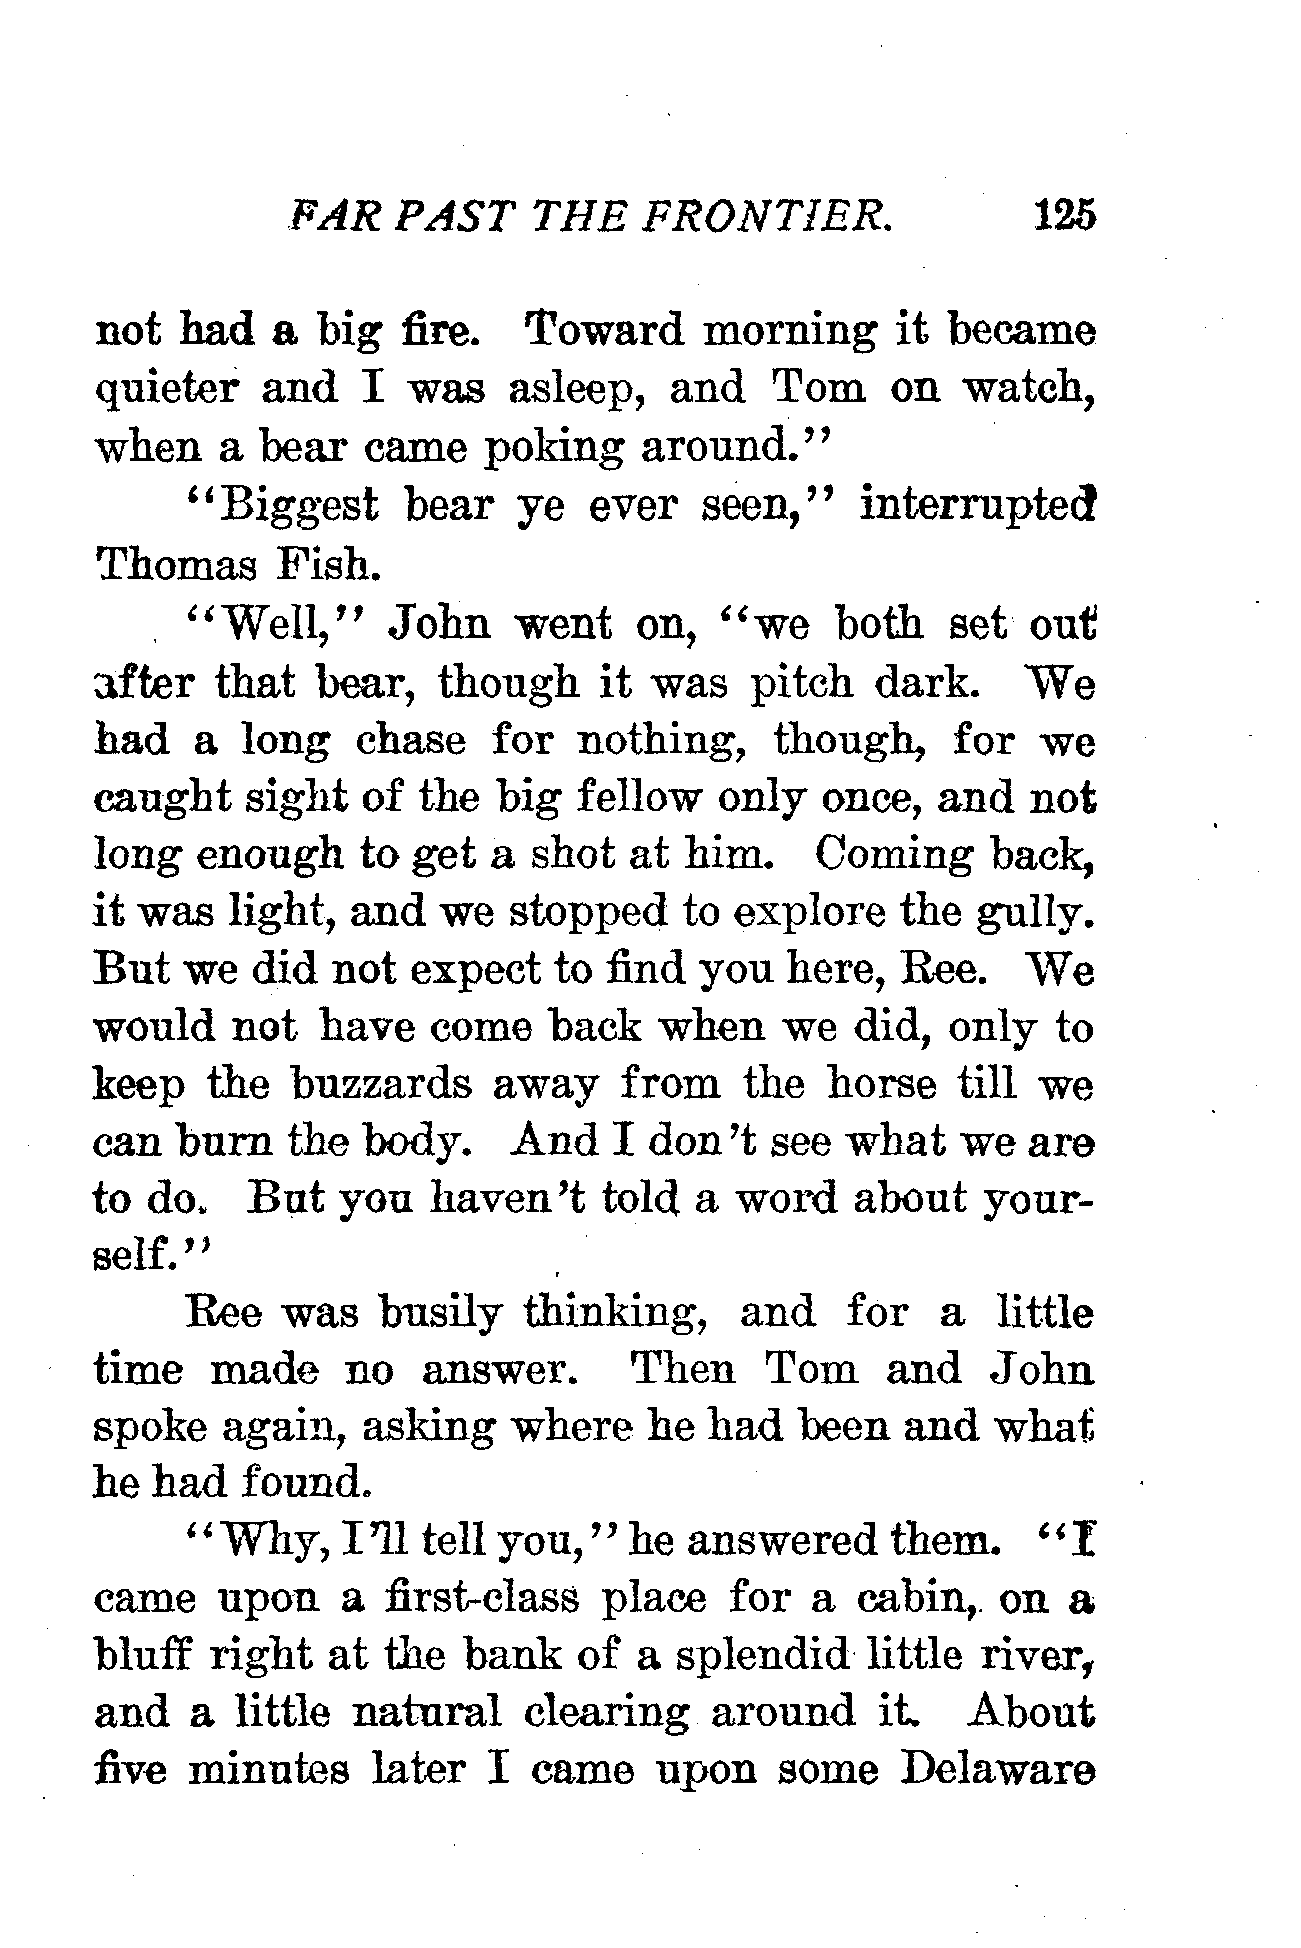 FAR PAST THE FRONTIER. 125
not had a big fire. Toward morning it became
quieter and I was asleep, and Tom on watch,
when a bear came poking around.”
“Biggest bear ye ever seen,” interrupted
Thomas Fish.
“Well,” John went on, “we both set out
after that bear, though it was pitch dark. We
had a long chase for nothing, though, for we
caught sight of the big fellow only once, and not
long enough to get a shot at him. Coming back,
it was light, and we stopped to explore the gully.
But we did not expect to find you here, Ree. We
would not have come back when we did, only to
keep the buzzards away from the horse till we
can burn the body. And I don’t see what we are
to do. But you haven’t told a word about your-
self.”
Ree was busily thinking, and for a little
time made no answer. Then Tom and John
spoke again, asking where he had been and what
he had found.
“Why, I’ll tell you,” he answered them. “I
came upon a first-class place for a cabin, on a
bluff right at the bank of a splendid little river,
and a little natural clearing around it. About
five minutes later I came upon some Delaware